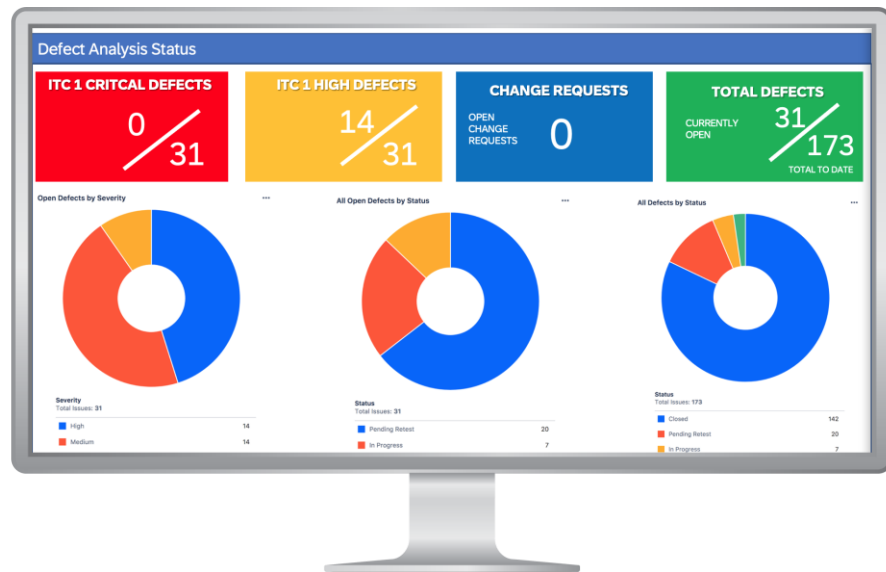 Defect Analysis Status
ITC 1 CRITCAL DEFECTS
0
31
ITC 1 HIGH DEFECTS
14
31
CHANGE REQUESTS
OPEN
CHANGE
REQUESTS
0
TOTAL DEFECTS
CURRENTLY
OPEN
31
173
TOTAL TO DATE
Open Defects by Severity
Severity
Total Issues: 31
High 14
Medium 14
All Open Defects by Status
Status
Total Issues: 31
Pending Retest 20
In Progress 7
All Defects by Status
Status
Total Issues: 173
Closed 142
Pending Retest 20
In Progress 7